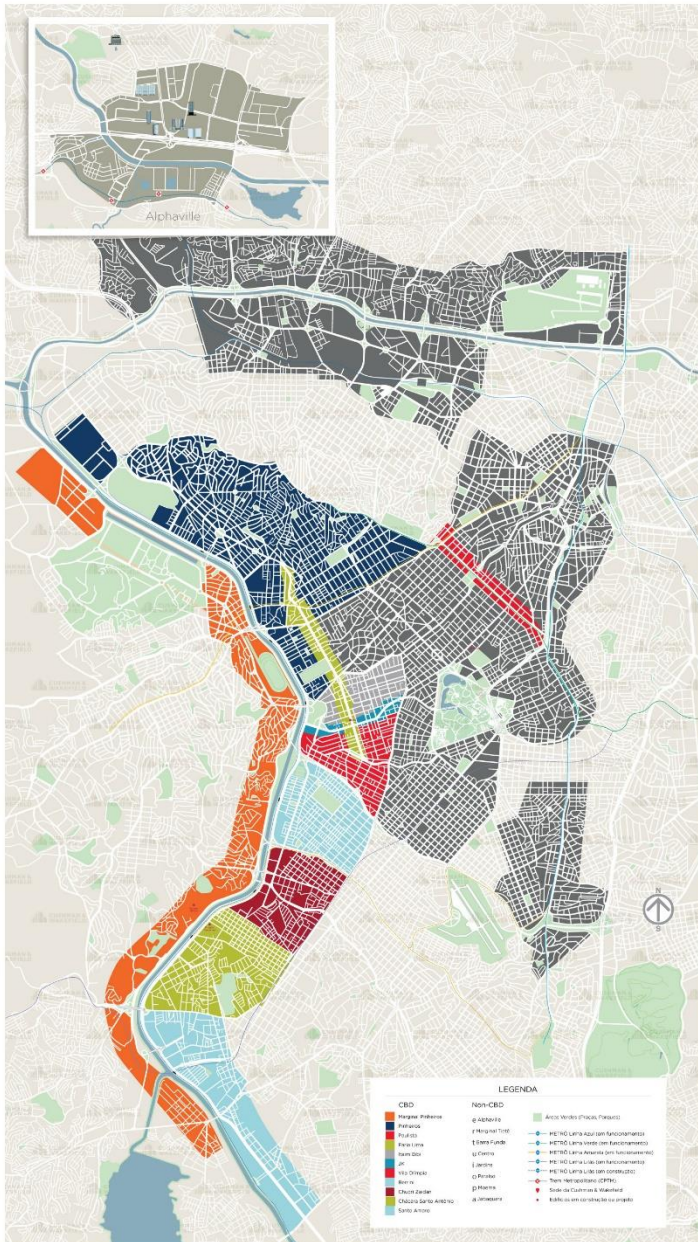 Alphaville
N
S
LEGENDA
CBD
Marginal Pinheiros
Pinheiros
Paulista
Faria Lima
Itaim Bibi
JK
Vila Olímpia
Berrini
Chucri Zaidan
Chácara Santo Antônio
Santo Amaro
Non-CBD
Alphaville
Marginal Tietê
Barra Funda
Centro
Jardins
Paraíso
Moema
Jabaquara
Áreas Verdes (Praças, Parques)
METRÔ Linha Azul (em funcionamento)
METRÔ Linha Verde (em funcionamento)
METRÔ Linha Amarela (em funcionamento)
METRÔ Linha Lilás (em funcionamento)
METRÔ Linha Lilás (em construção)
Trem Metropolitano (CPTM)
Sede da Cushman & Wakefield
Edifícios em construção ou projeto